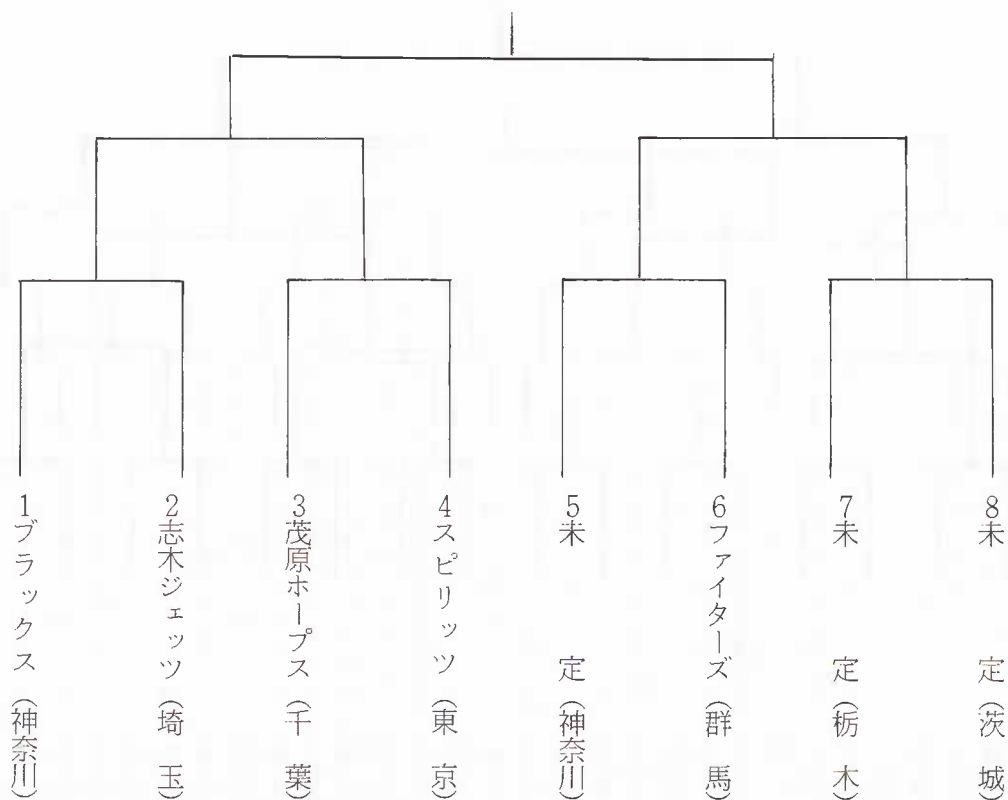 1ブラックス(神奈川)
2志木ジェッツ(埼 玉)
3茂原ホープス(千 葉)
4スピリッツ(東 京)
5未 定(神奈川)
6ファイターズ(群 馬)
7未 定(栃 木)
8未 定(茨 城)